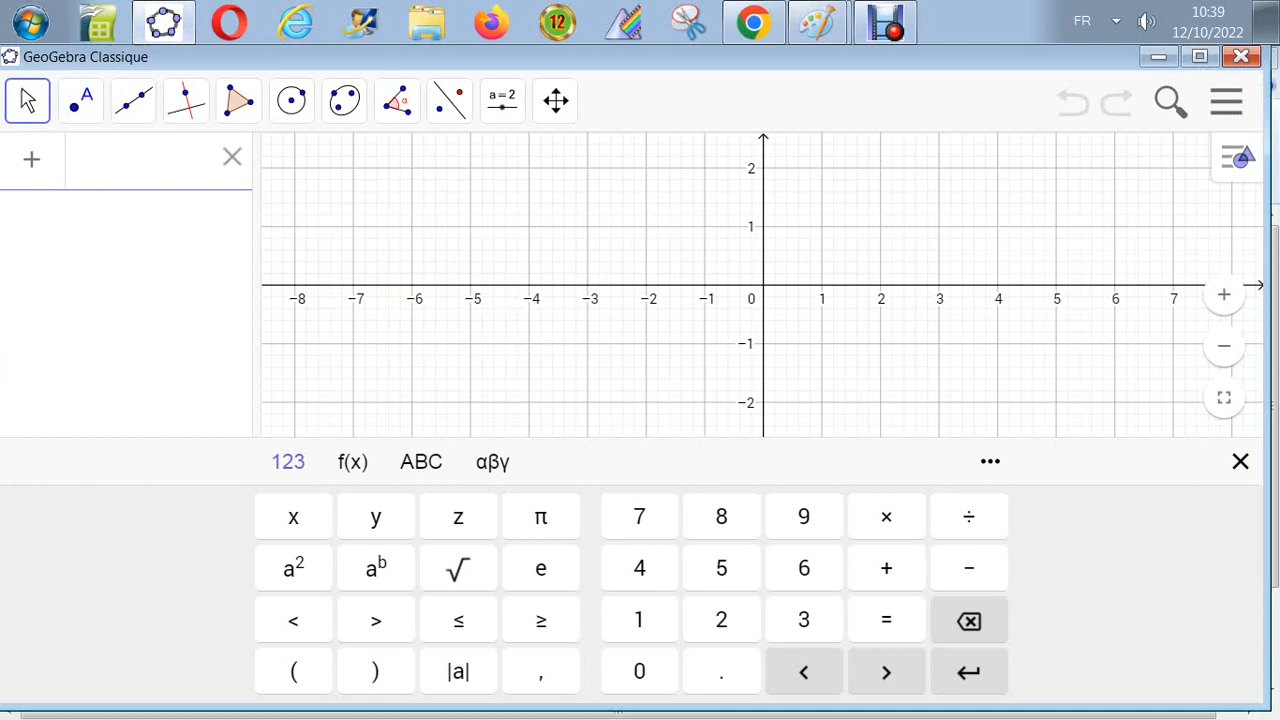 12
FR
10:39
12/10/2022
GeoGebra Classique
A
α
a = 2
+
2
1
−8 −7 −6 −5 −4 −3 −2 −1 0 1 2 3 4 5 6 7
−1
−2
+
−
123 f(x) ABC αβγ ...
x y z π 7 8 9 × ÷
a² aᵇ √ e 4 5 6 + −
< > ≤ ≥ 1 2 3 =
( ) |a| , 0 . < >